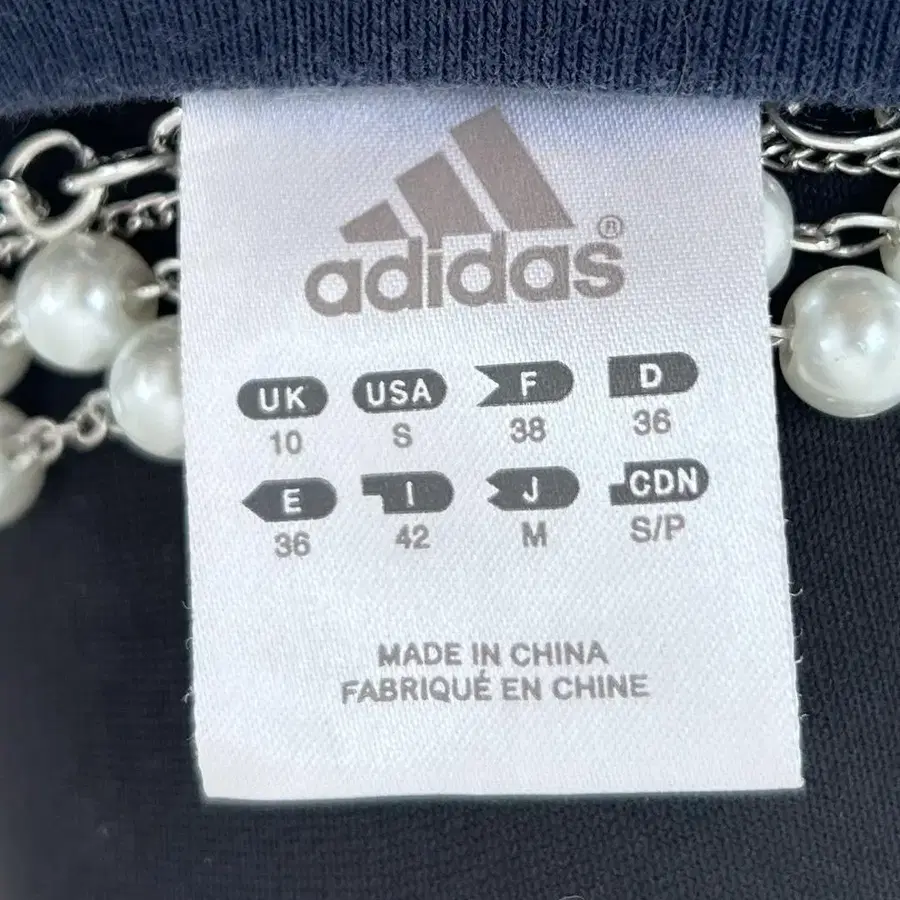 adidas®
UK USA F D
10 S 38 36
E I J CDN
36 42 M S/P
MADE IN CHINA
FABRIQUÉ EN CHINE